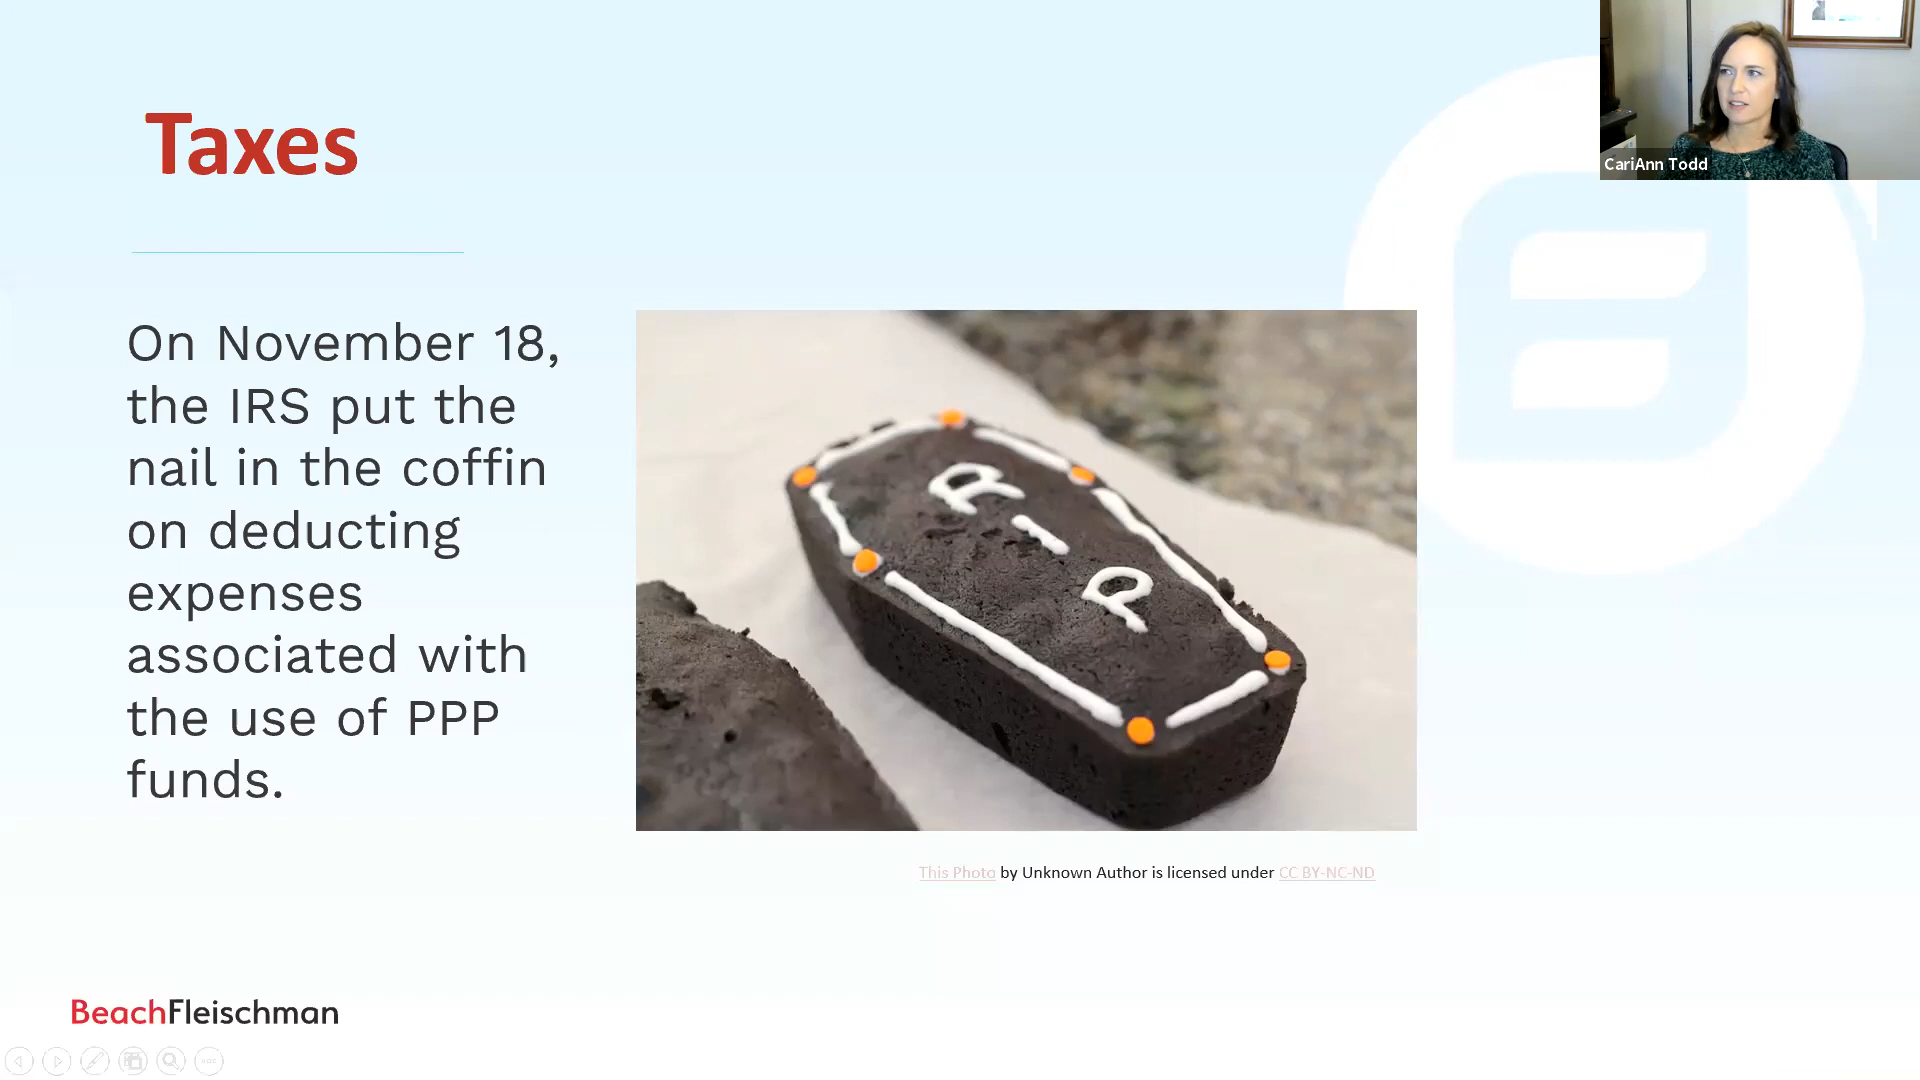 CariAnn Todd
Taxes
On November 18,
the IRS put the
nail in the coffin
on deducting
expenses
associated with
the use of PPP
funds.
R
I
P
This Photo by Unknown Author is licensed under CC BY-NC-ND
BeachFleischman